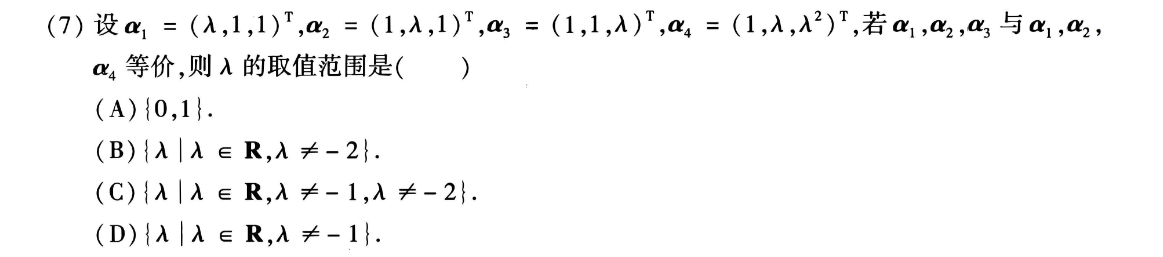 (7) 设 α₁ = (λ,1,1)ᵀ,α₂ = (1,λ,1)ᵀ,α₃ = (1,1,λ)ᵀ,α₄ = (1,λ,λ²)ᵀ,若 α₁,α₂,α₃ 与 α₁,α₂,
α₄ 等价,则 λ 的取值范围是(  )
(A){0,1}.
(B){λ|λ ∈ R,λ ≠ -2}.
(C){λ|λ ∈ R,λ ≠ -1,λ ≠ -2}.
(D){λ|λ ∈ R,λ ≠ -1}.